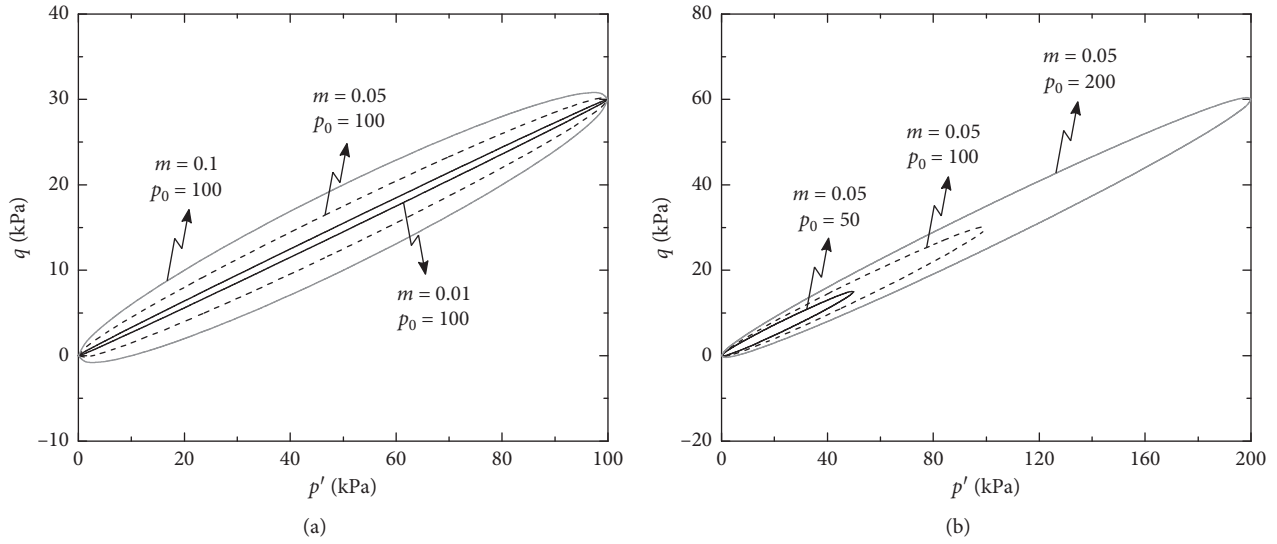 40
30
20
10
0
–10
q (kPa)
m = 0.05
p₀ = 100
m = 0.1
p₀ = 100
m = 0.01
p₀ = 100
0
20
40
60
80
100
p′ (kPa)
(a)
80
60
40
20
0
–20
q (kPa)
m = 0.05
p₀ = 200
m = 0.05
p₀ = 100
m = 0.05
p₀ = 50
0
40
80
120
160
200
p′ (kPa)
(b)